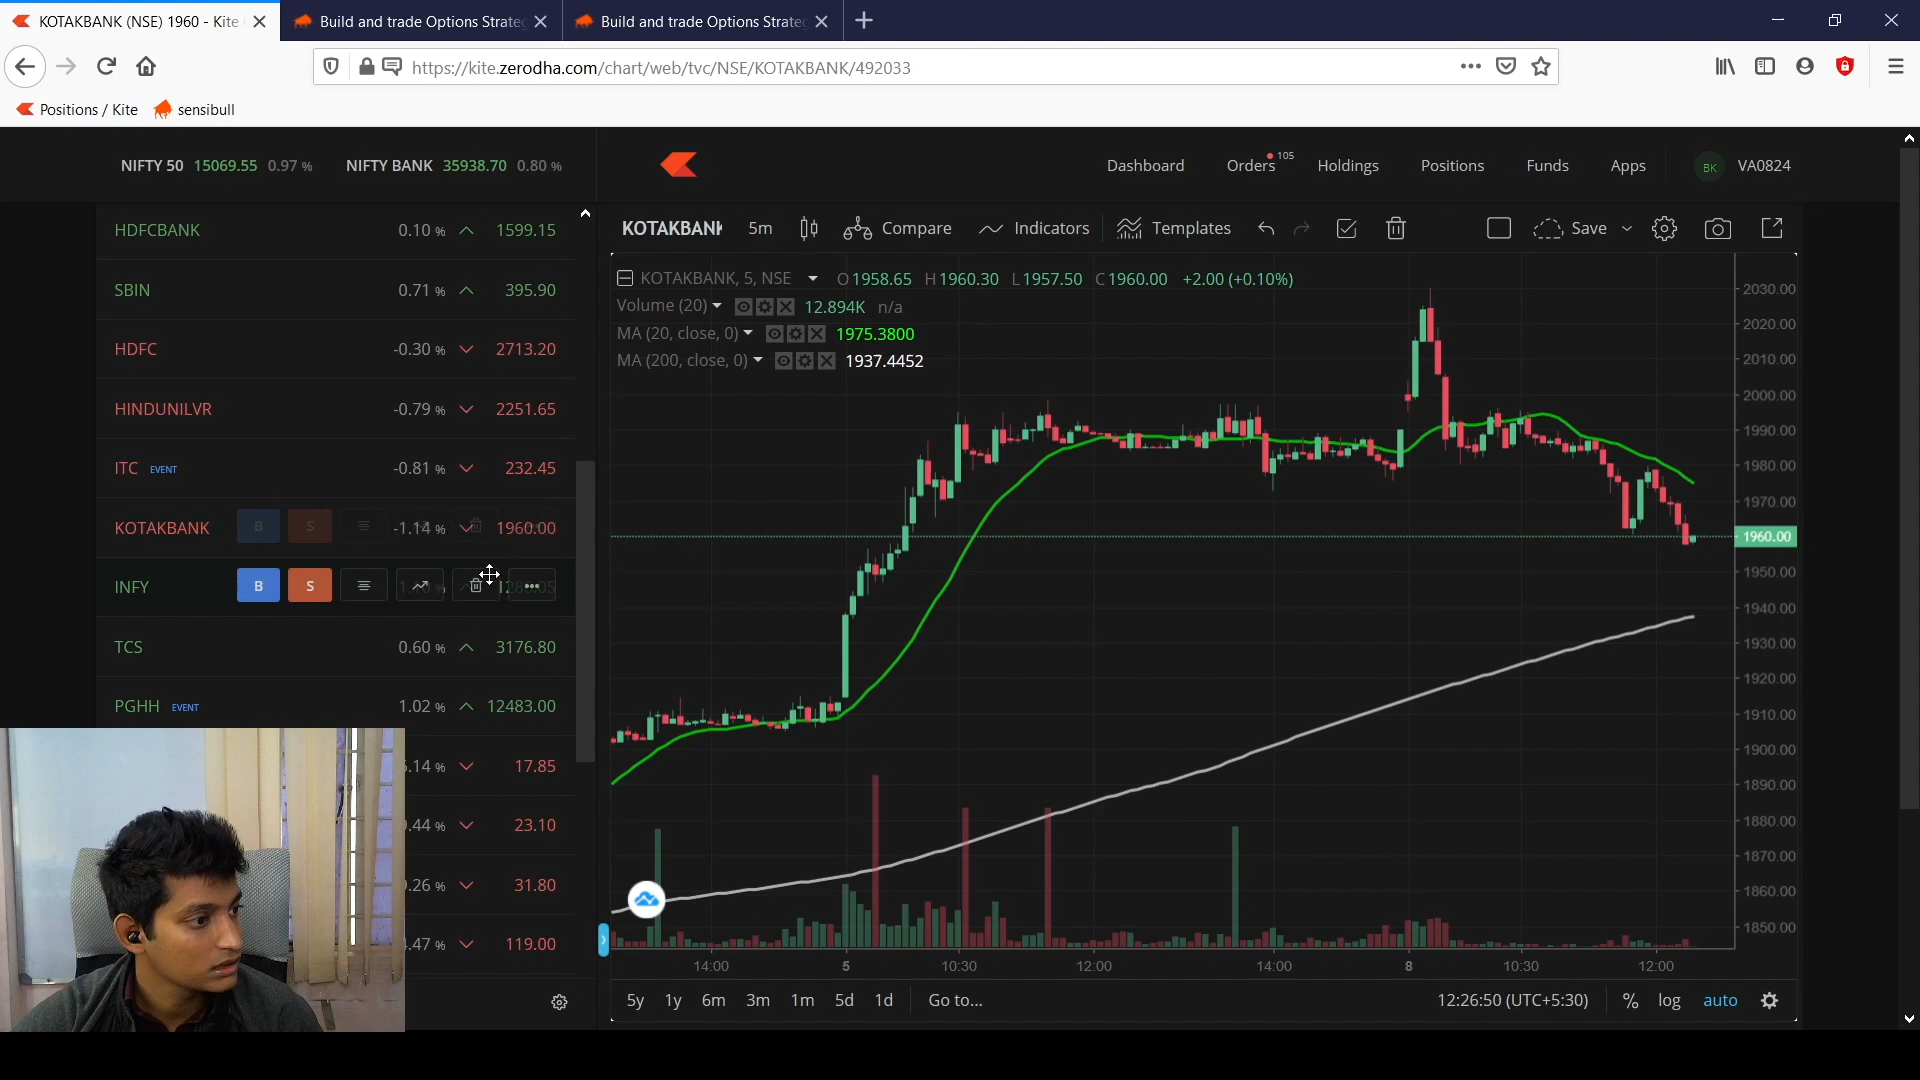 KOTAKBANK (NSE) 1960 - Kite
Build and trade Options Strateg
Build and trade Options Strateg
https://kite.zerodha.com/chart/web/tvc/NSE/KOTAKBANK/492033
Positions / Kite
sensibull
NIFTY 50 15069.55 0.97 %
NIFTY BANK 35938.70 0.80 %
Dashboard
Orders 105
Holdings
Positions
Funds
Apps
BK VA0824
HDFCBANK 0.10 % 1599.15
SBIN 0.71 % 395.90
HDFC -0.30 % 2713.20
HINDUNILVR -0.79 % 2251.65
ITC EVENT -0.81 % 232.45
KOTAKBANK B S -1.14 % 1960.00
INFY B S
TCS 0.60 % 3176.80
PGHH EVENT 1.02 % 12483.00
.14 % 17.85
.44 % 23.10
.26 % 31.80
.47 % 119.00
KOTAKBANK 5m Compare Indicators Templates Save
KOTAKBANK, 5, NSE O1958.65 H1960.30 L1957.50 C1960.00 +2.00 (+0.10%)
Volume (20) 12.894K n/a
MA (20, close, 0) 1975.3800
MA (200, close, 0) 1937.4452
2030.00
2020.00
2010.00
2000.00
1990.00
1980.00
1970.00
1960.00
1950.00
1940.00
1930.00
1920.00
1910.00
1900.00
1890.00
1880.00
1870.00
1860.00
1850.00
14:00 5 10:30 12:00 14:00 8 10:30 12:00
5y 1y 6m 3m 1m 5d 1d Go to... 12:26:50 (UTC+5:30) % log auto